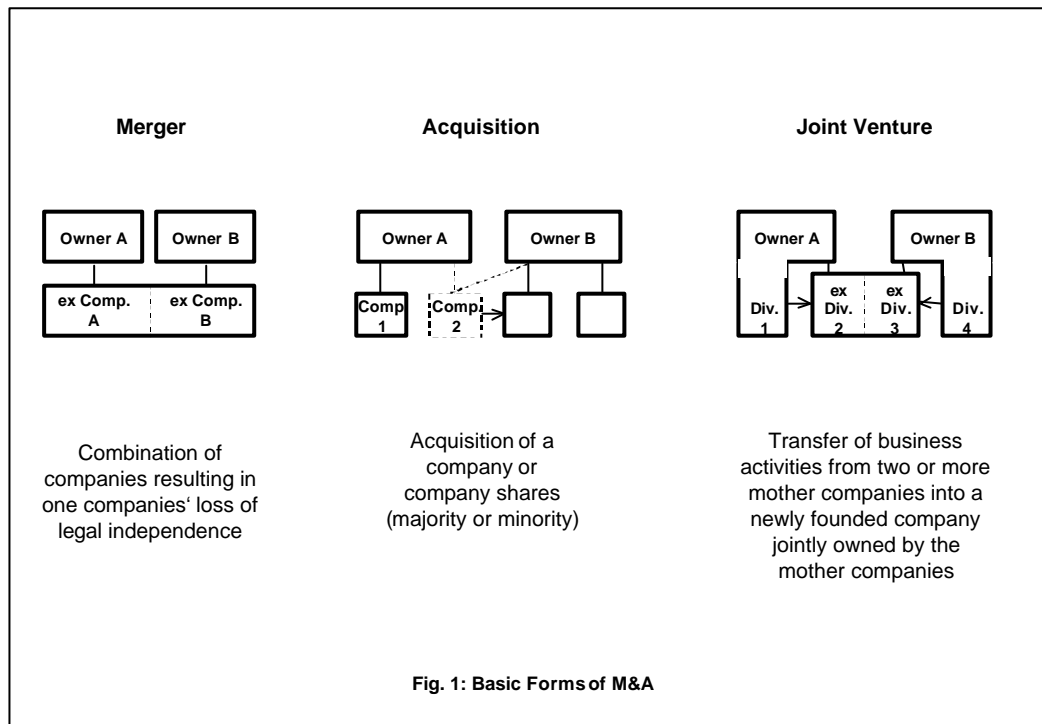 Merger
Acquisition
Joint Venture
Owner A
Owner B
ex Comp.
A
ex Comp.
B
Owner A
Owner B
Comp.
1
Comp.
2
Owner A
Owner B
Div.
1
ex
Div.
2
ex
Div.
3
Div.
4
Combination of
companies resulting in
one companies‘ loss of
legal independence
Acquisition of a
company or
company shares
(majority or minority)
Transfer of business
activities from two or more
mother companies into a
newly founded company
jointly owned by the
mother companies
Fig. 1: Basic Forms of M&A